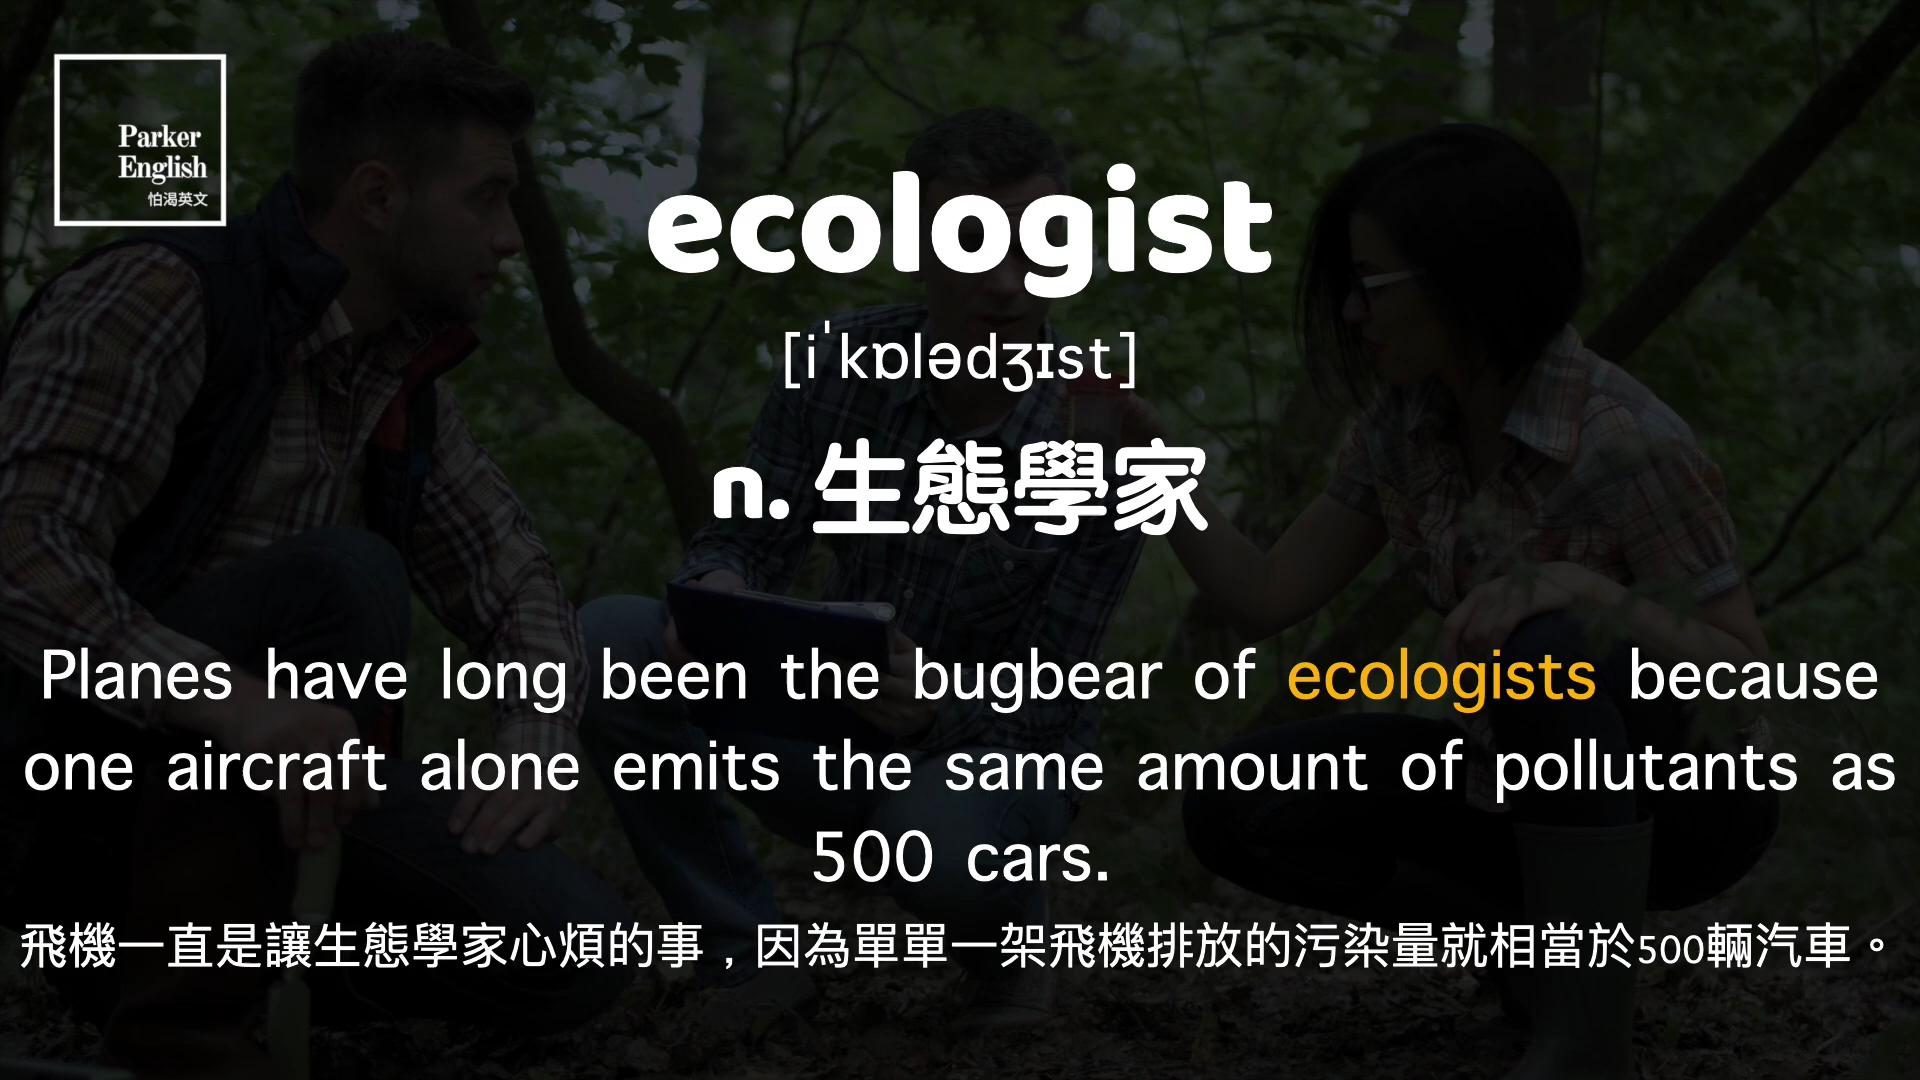 Parker
English
怕渴英文
ecologist
[iˈkɒlədʒɪst]
n. 生態學家
Planes have long been the bugbear of ecologists because
one aircraft alone emits the same amount of pollutants as
500 cars.
飛機一直是讓生態學家心煩的事，因為單單一架飛機排放的污染量就相當於500輛汽車。